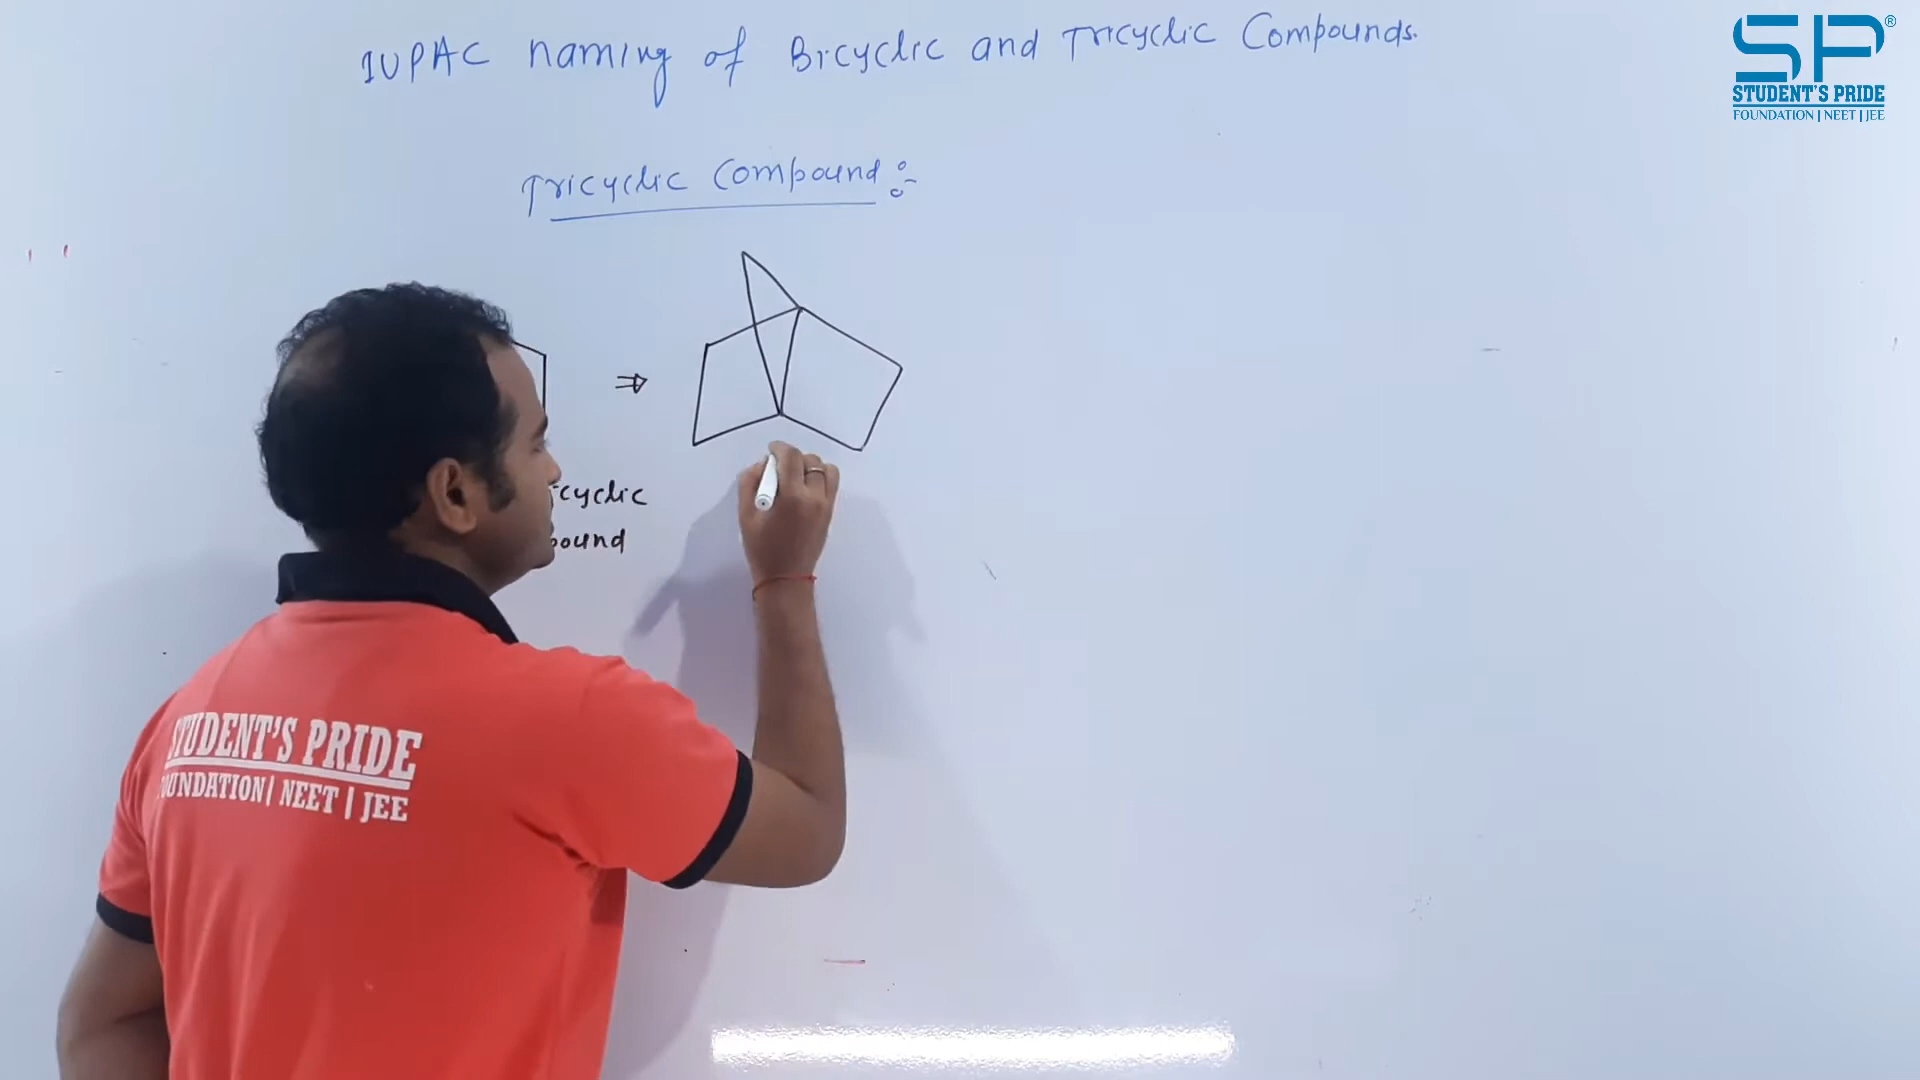 IUPAC naming of Bicyclic and Tricyclic Compounds.
SP®
STUDENT'S PRIDE
FOUNDATION | NEET | JEE
Tricyclic Compound :-
cyclic
ound
STUDENT'S PRIDE
FOUNDATION | NEET | JEE